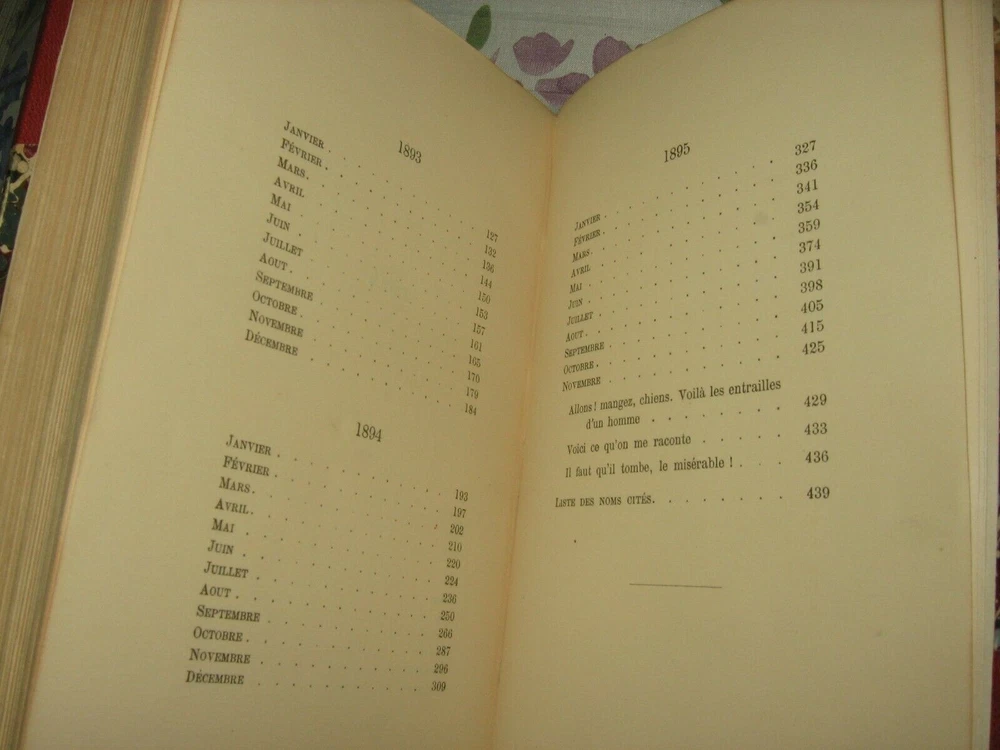 1893
JANVIER . . . 127
FÉVRIER. . . . 132
MARS. . . . 136
AVRIL . . . 144
MAI . . . 150
JUIN . . . 153
JUILLET . . . 157
AOUT. . . . 161
SEPTEMBRE . . . 165
OCTOBRE. . . . 170
NOVEMBRE . . . 179
DÉCEMBRE . . . 184
1894
JANVIER . . . 193
FÉVRIER . . . 197
MARS. . . . 202
AVRIL. . . . 210
MAI . . . 220
JUIN . . . 224
JUILLET . . . 236
AOUT . . . 250
SEPTEMBRE . . . 266
OCTOBRE. . . . 287
NOVEMBRE . . . 296
DÉCEMBRE . . . 309
1895
JANVIER . . . 327
FÉVRIER. . . . 336
MARS. . . . 341
AVRIL . . . 354
MAI . . . 359
JUIN . . . 374
JUILLET . . . 391
AOUT. . . . 398
SEPTEMBRE . . . 405
OCTOBRE. . . . 415
NOVEMBRE . . . 425
Allons ! mangez, chiens. Voilà les entrailles
d'un homme . . . 429
Voici ce qu'on me raconte . . . 433
Il faut qu'il tombe, le misérable ! . . . 436
LISTE DES NOMS CITÉS. . . . 439